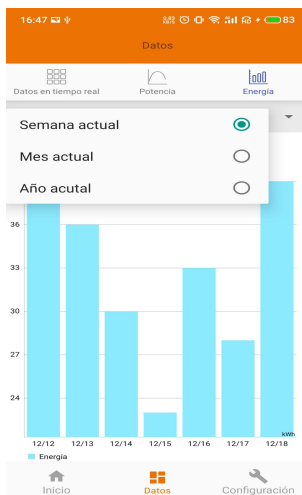 16:47 83
Datos
Datos en tiempo real Potencia Energía
Semana actual
Mes actual
Año acutal
36
33
30
27
24
kWh
12/12 12/13 12/14 12/15 12/16 12/17 12/18
Energía
Inicio Datos Configuración